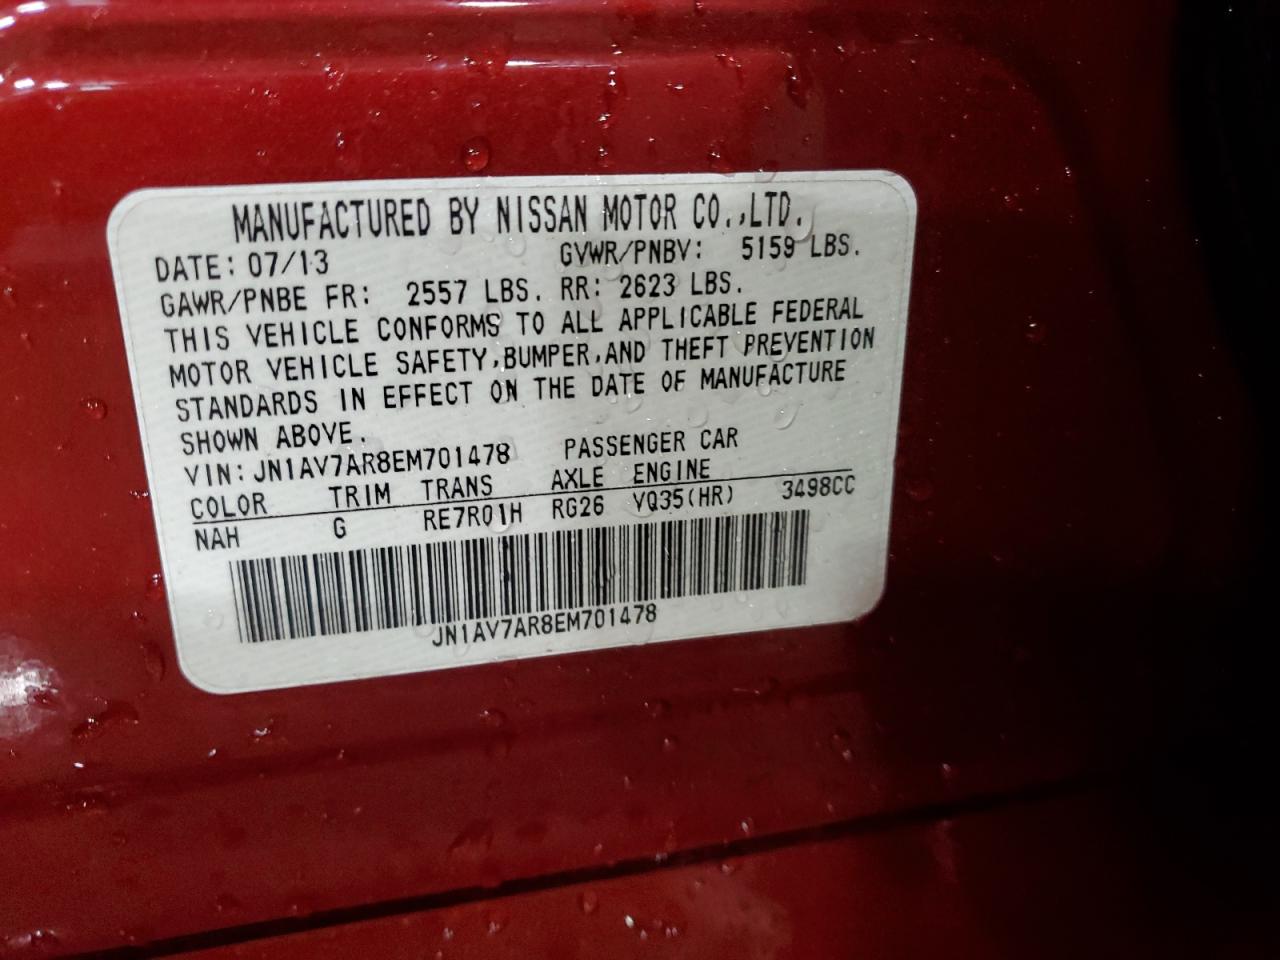 MANUFACTURED BY NISSAN MOTOR CO.,LTD.
DATE: 07/13 GVWR/PNBV: 5159 LBS.
GAWR/PNBE FR: 2557 LBS. RR: 2623 LBS.
THIS VEHICLE CONFORMS TO ALL APPLICABLE FEDERAL
MOTOR VEHICLE SAFETY,BUMPER,AND THEFT PREVENTION
STANDARDS IN EFFECT ON THE DATE OF MANUFACTURE
SHOWN ABOVE.
VIN: JN1AV7AR8EM701478 PASSENGER CAR
COLOR TRIM TRANS AXLE ENGINE
NAH G RE7R01H RG26 VQ35(HR) 3498CC
JN1AV7AR8EM701478